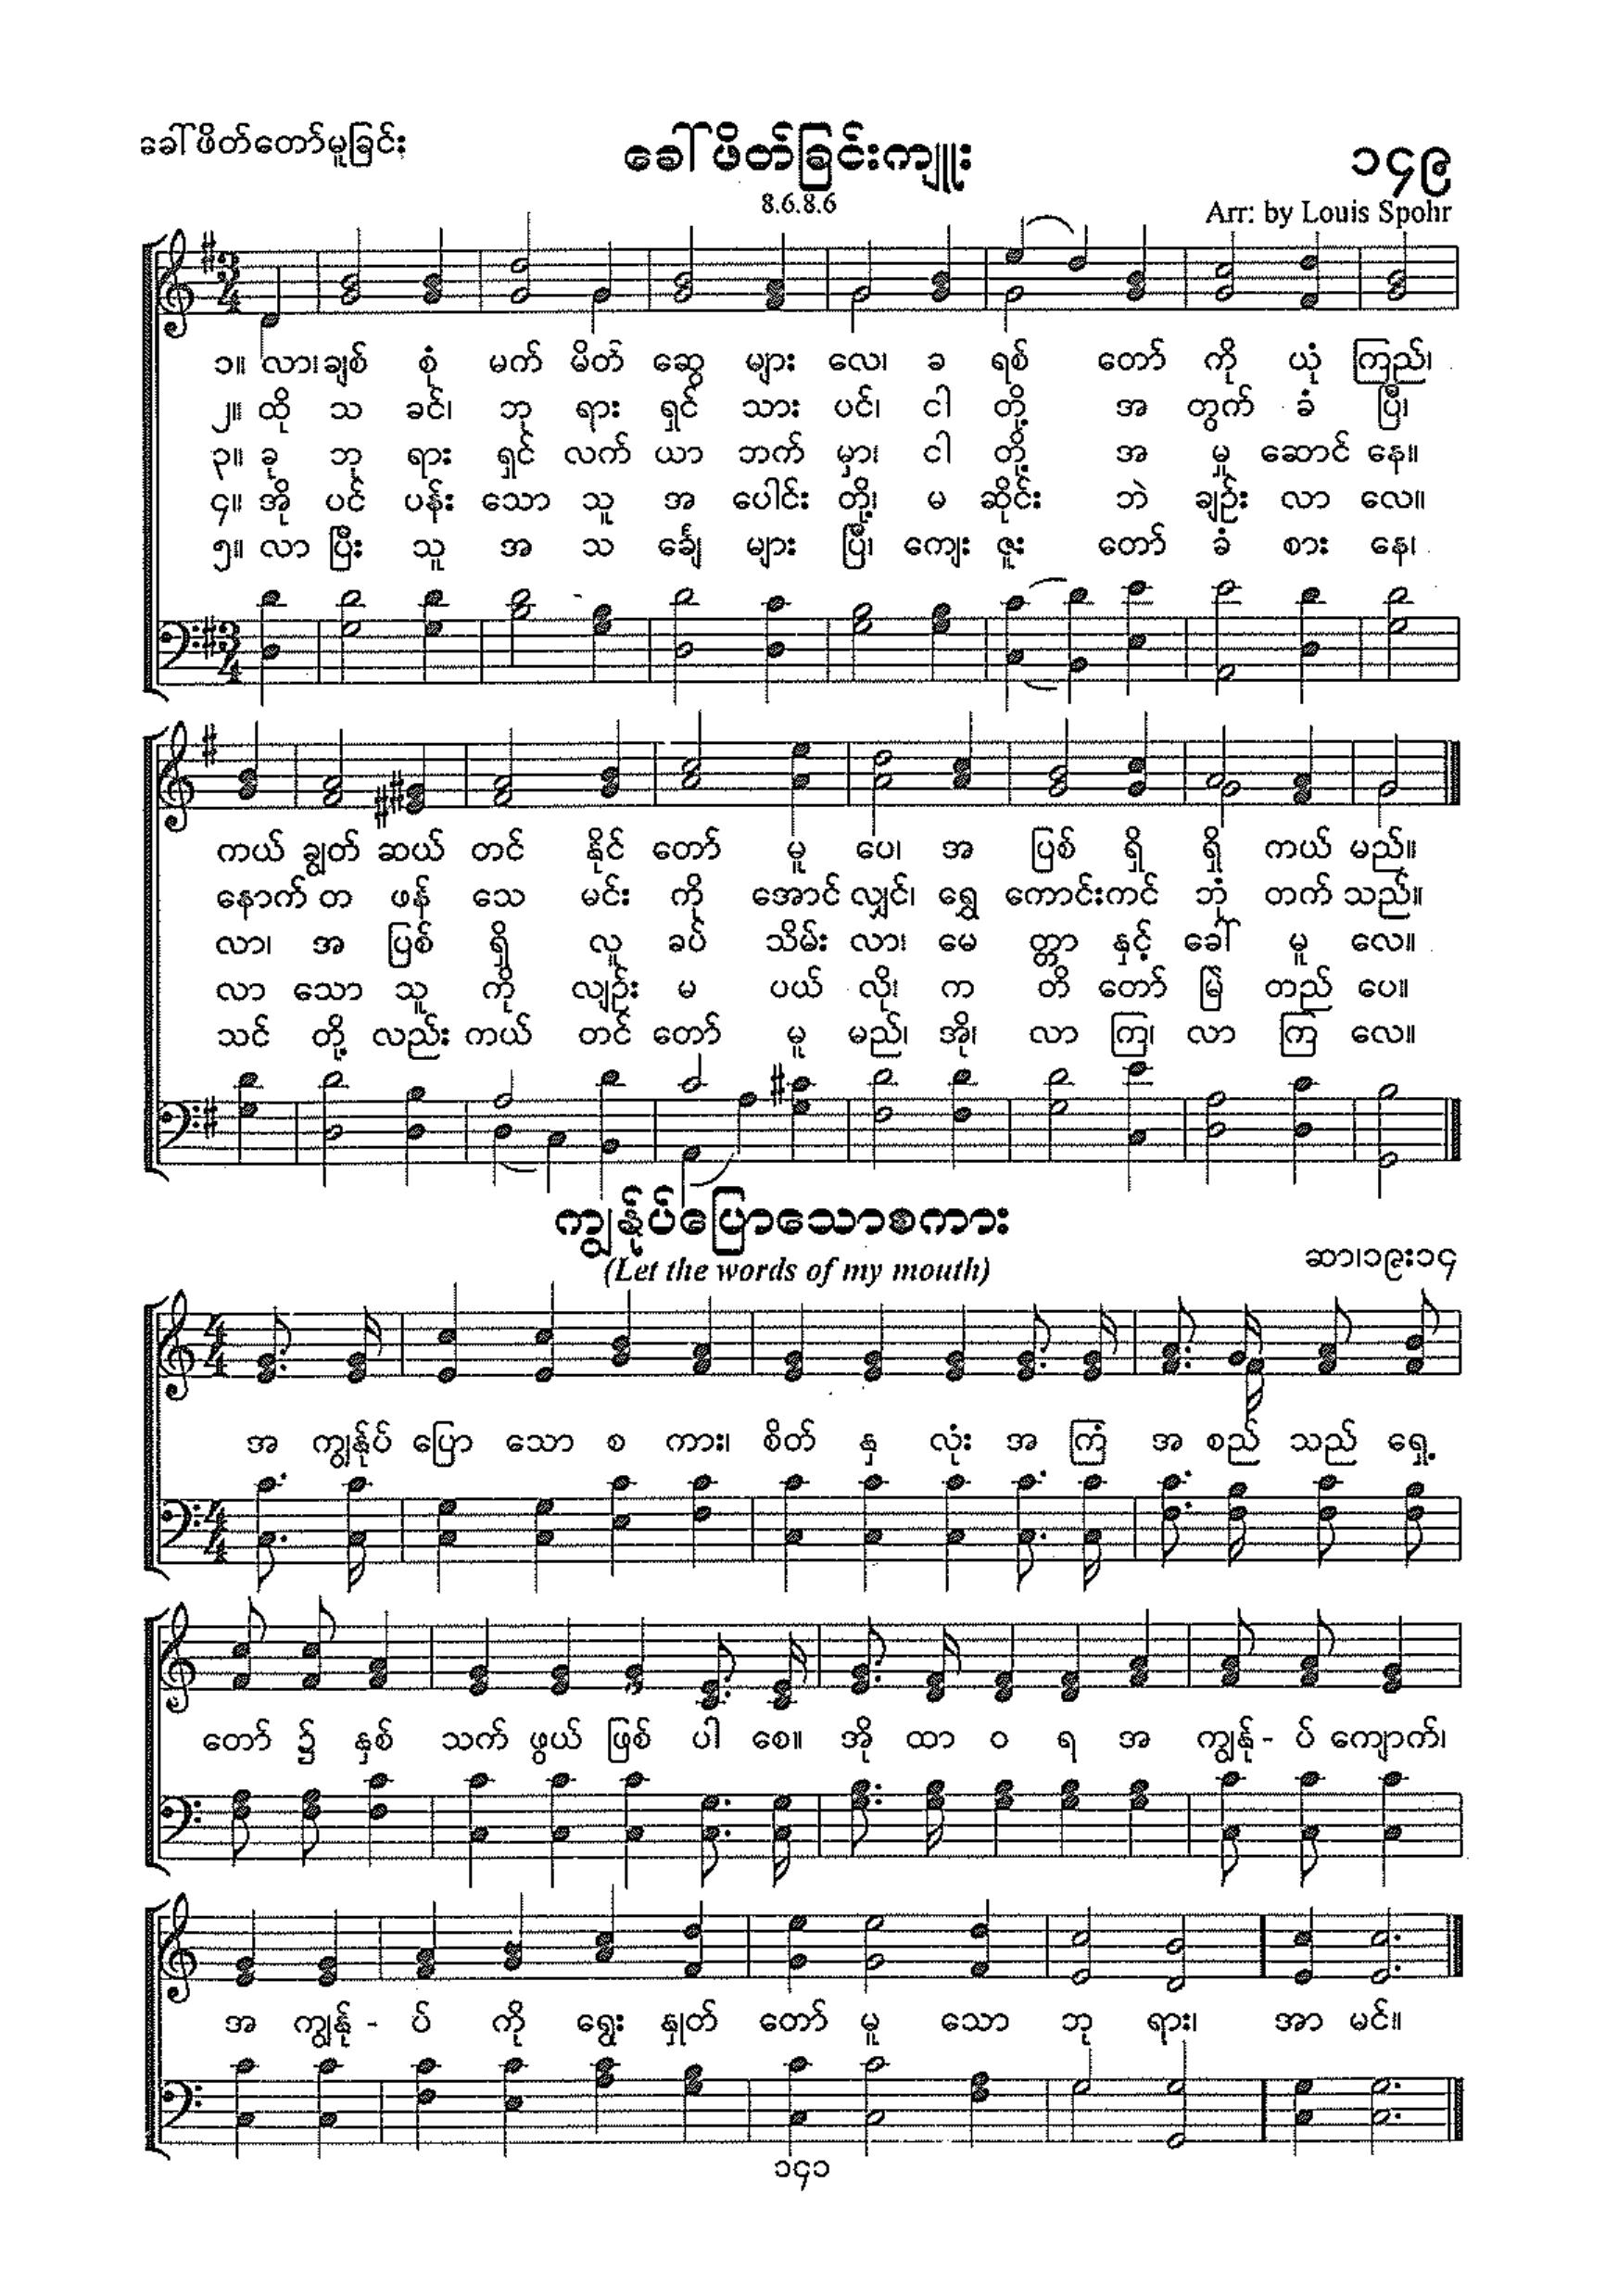 ခေါ်ဖိတ်တော်မူခြင်း
ခေါ်ဖိတ်ခြင်းကျူး
၁၄၉
8.6.8.6
Arr: by Louis Spohr
၁။ လာ၊ချစ် စုံ မက် မိတ် ဆွေ များ လေ၊ ခ ရစ် တော် ကို ယုံ ကြည်၊
၂။ ထို သ ခင်၊ ဘု ရား ရှင် သား ပင်၊ ငါ တို့ အ တွက် ခံ ပြီ၊
၃။ ခု ဘု ရား ရှင် လက် ယာ ဘက် မှာ၊ ငါ တို့ အ မှု ဆောင် နေ။
၄။ အို ပင် ပန်း သော သူ အ ပေါင်း တို့၊ မ ဆိုင်း ဘဲ ချဉ်း လာ လေ။
၅။ လာ ပြီး သူ အ သ ချေ် များ ပြီ၊ ကျေး ဇူး တော် ခံ စား နေ၊
ကယ် ချွတ် ဆယ် တင် နိုင် တော် မူ ပေ၊ အ ပြစ် ရှိ ရှိ ကယ် မည်။
နောက် တ ဖန် သေ မင်း ကို အောင် လျှင်၊ ရွှေ ကောင်းကင် ဘုံ တက် သည်။
လာ၊ အ ပြစ် ရှိ လူ ခပ် သိမ်း လာ၊ မေ တ္တာ နှင့် ခေါ် မူ လေ။
လာ သော သူ ကို လျဉ်း မ ပယ် လို၊ က တိ တော် မြဲ တည် ပေ။
သင် တို့ လည်း ကယ် တင် တော် မူ မည်၊ အို၊ လာ ကြ၊ လာ ကြ လေ။
ကျွန်ုပ်ပြောသောစကား
(Let the words of my mouth)
ဆာ၊၁၉း၁၄
အ ကျွန်ုပ် ပြော သော စ ကား၊ စိတ် နှ လုံး အ ကြံ အ စည် သည် ရှေ့
တော် ၌ နှစ် သက် ဖွယ် ဖြစ် ပါ စေ။ အို ထာ ဝ ရ အ ကျွန်ု - ပ် ကျောက်၊
အ ကျွန်ု - ပ် ကို ရွေး နှုတ် တော် မူ သော ဘု ရား၊ အာ မင်။
၁၄၁